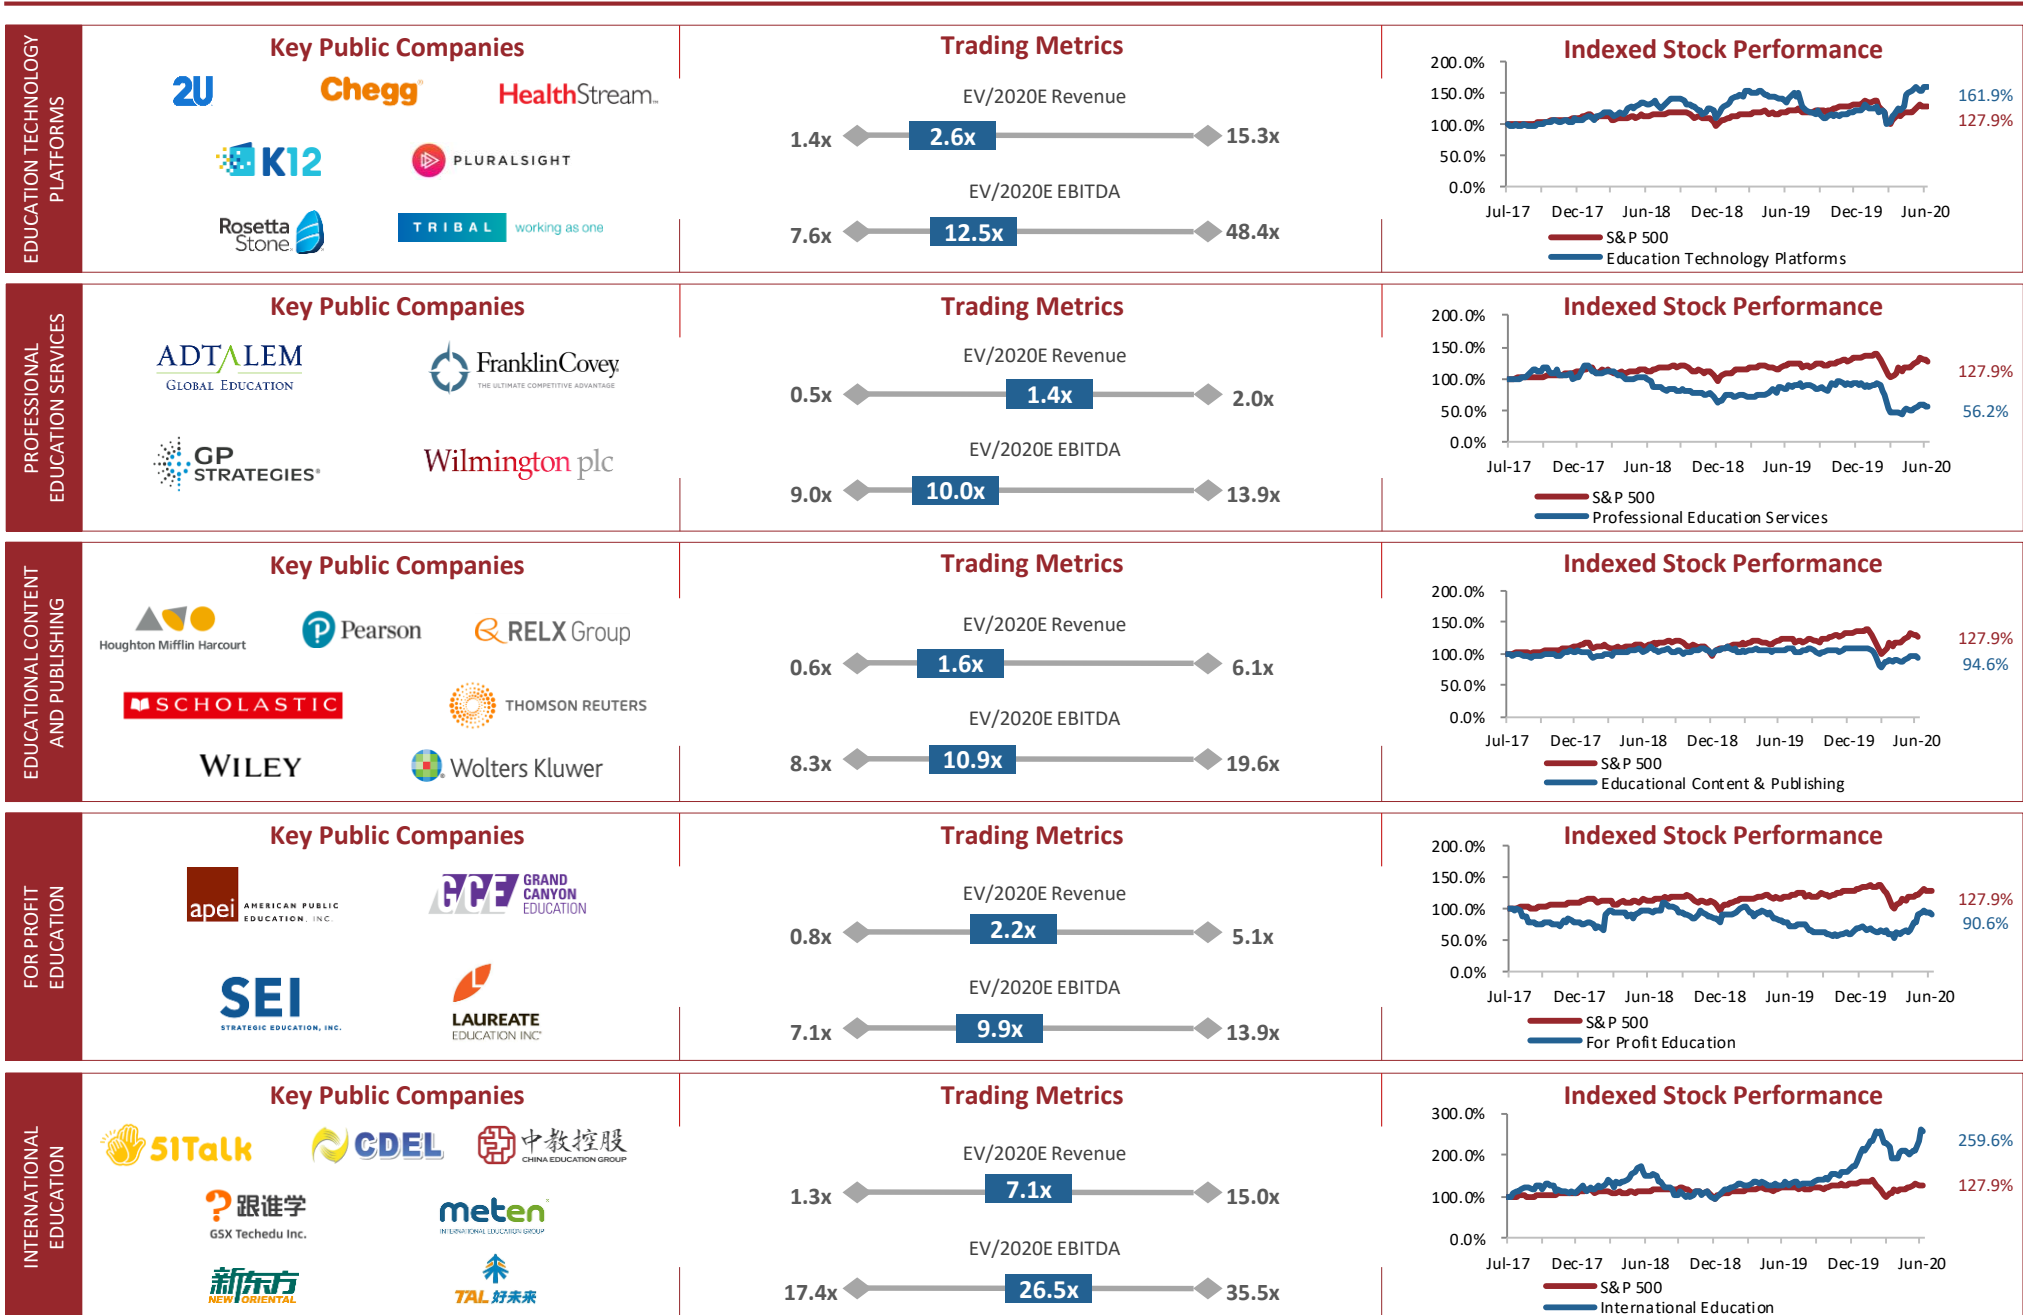 EDUCATION TECHNOLOGY
PLATFORMS
Key Public Companies
2U
Chegg
HealthStream
K12
PLURALSIGHT
Rosetta
Stone
TRIBAL working as one
Trading Metrics
EV/2020E Revenue
1.4x 2.6x 15.3x
EV/2020E EBITDA
7.6x 12.5x 48.4x
Indexed Stock Performance
200.0%
150.0%
100.0%
50.0%
0.0%
161.9%
127.9%
Jul-17 Dec-17 Jun-18 Dec-18 Jun-19 Dec-19 Jun-20
S&P 500
Education Technology Platforms
PROFESSIONAL
EDUCATION SERVICES
Key Public Companies
ADTALEM
GLOBAL EDUCATION
FranklinCovey
THE ULTIMATE COMPETITIVE ADVANTAGE
GP
STRATEGIES®
Wilmington plc
Trading Metrics
EV/2020E Revenue
0.5x 1.4x 2.0x
EV/2020E EBITDA
9.0x 10.0x 13.9x
Indexed Stock Performance
200.0%
150.0%
100.0%
50.0%
0.0%
127.9%
56.2%
Jul-17 Dec-17 Jun-18 Dec-18 Jun-19 Dec-19 Jun-20
S&P 500
Professional Education Services
EDUCATIONAL CONTENT
AND PUBLISHING
Key Public Companies
Houghton Mifflin Harcourt
Pearson
RELX Group
SCHOLASTIC
THOMSON REUTERS
WILEY
Wolters Kluwer
Trading Metrics
EV/2020E Revenue
0.6x 1.6x 6.1x
EV/2020E EBITDA
8.3x 10.9x 19.6x
Indexed Stock Performance
200.0%
150.0%
100.0%
50.0%
0.0%
127.9%
94.6%
Jul-17 Dec-17 Jun-18 Dec-18 Jun-19 Dec-19 Jun-20
S&P 500
Educational Content & Publishing
FOR PROFIT
EDUCATION
Key Public Companies
apei AMERICAN PUBLIC
EDUCATION, INC.
GCE GRAND
CANYON
EDUCATION
SEI
STRATEGIC EDUCATION, INC.
LAUREATE
EDUCATION INC
Trading Metrics
EV/2020E Revenue
0.8x 2.2x 5.1x
EV/2020E EBITDA
7.1x 9.9x 13.9x
Indexed Stock Performance
200.0%
150.0%
100.0%
50.0%
0.0%
127.9%
90.6%
Jul-17 Dec-17 Jun-18 Dec-18 Jun-19 Dec-19 Jun-20
S&P 500
For Profit Education
INTERNATIONAL
EDUCATION
Key Public Companies
51Talk
CDEL
中教控股
CHINA EDUCATION GROUP
跟谁学
GSX Techedu Inc.
meten
INTERNATIONAL EDUCATION GROUP
新东方
NEW ORIENTAL
TAL 好未来
Trading Metrics
EV/2020E Revenue
1.3x 7.1x 15.0x
EV/2020E EBITDA
17.4x 26.5x 35.5x
Indexed Stock Performance
300.0%
200.0%
100.0%
0.0%
259.6%
127.9%
Jul-17 Dec-17 Jun-18 Dec-18 Jun-19 Dec-19 Jun-20
S&P 500
International Education